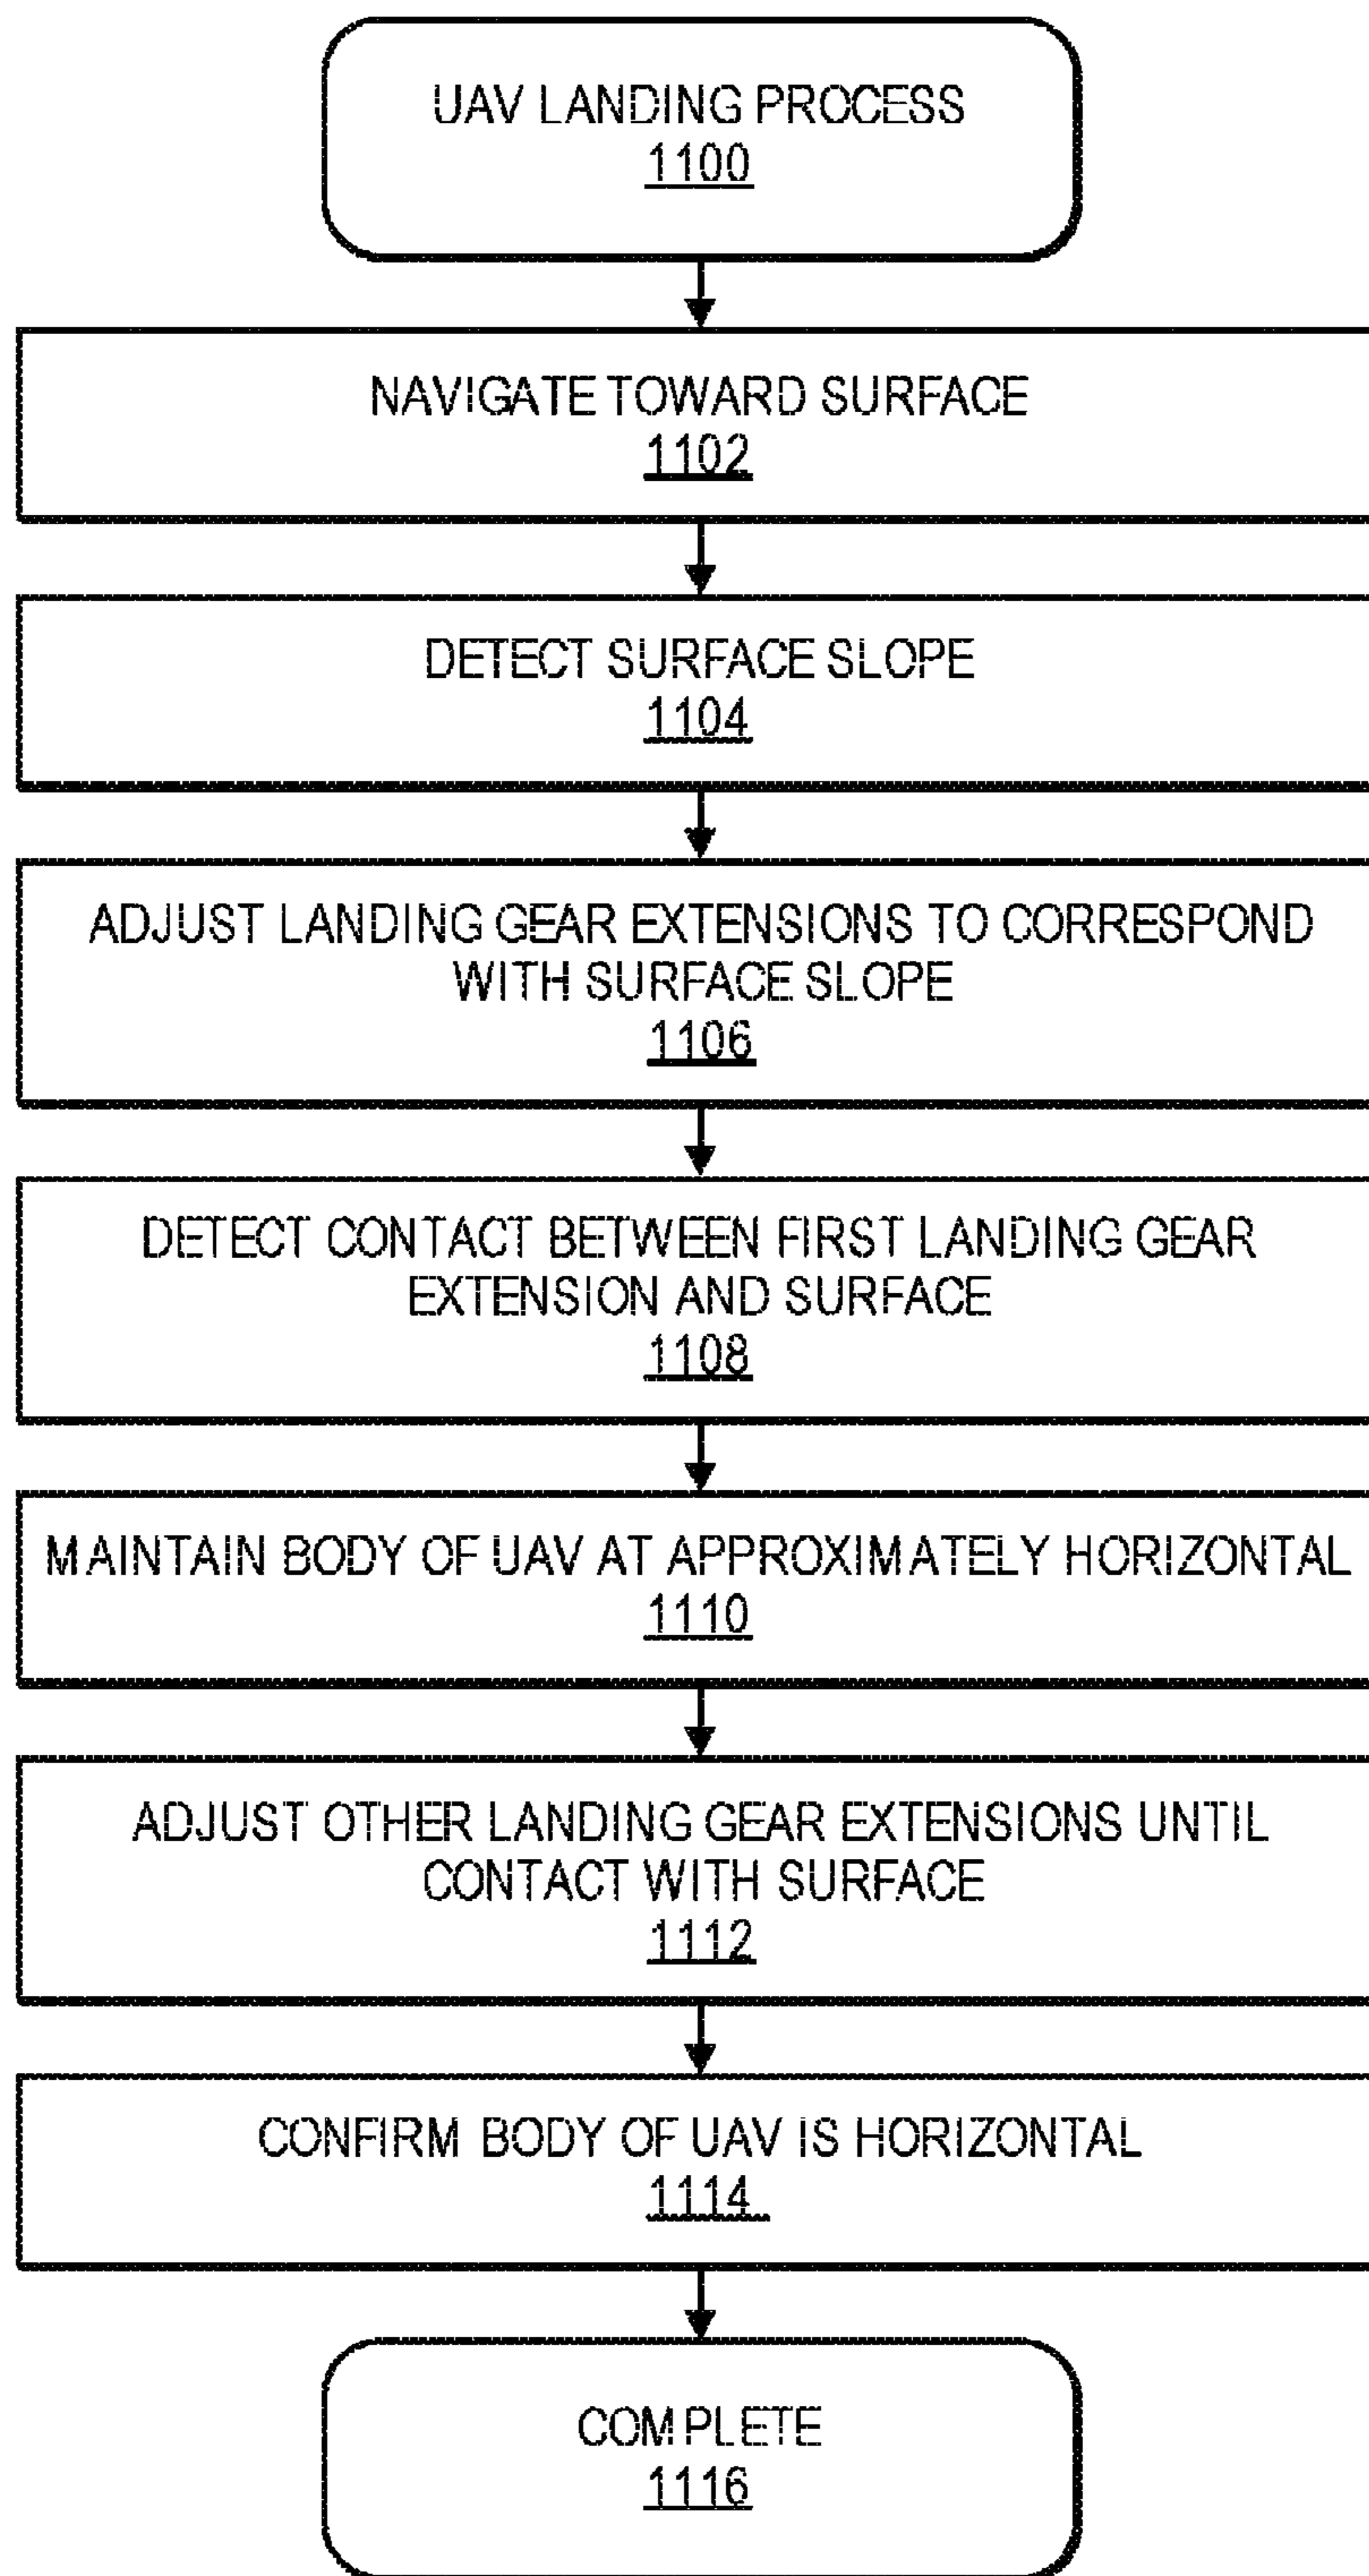 UAV LANDING PROCESS
1100
NAVIGATE TOWARD SURFACE
1102
DETECT SURFACE SLOPE
1104
ADJUST LANDING GEAR EXTENSIONS TO CORRESPOND
WITH SURFACE SLOPE
1106
DETECT CONTACT BETWEEN FIRST LANDING GEAR
EXTENSION AND SURFACE
1108
MAINTAIN BODY OF UAV AT APPROXIMATELY HORIZONTAL
1110
ADJUST OTHER LANDING GEAR EXTENSIONS UNTIL
CONTACT WITH SURFACE
1112
CONFIRM BODY OF UAV IS HORIZONTAL
1114
COMPLETE
1116